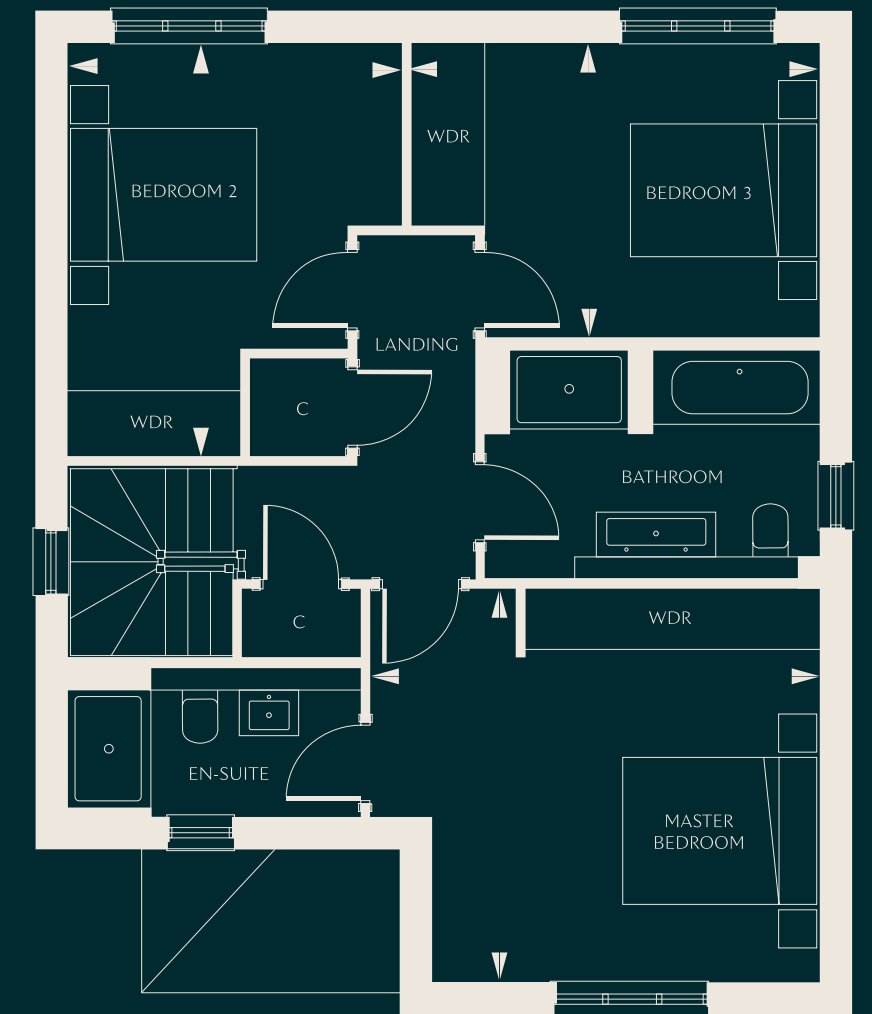 WDR
BEDROOM 2
BEDROOM 3
LANDING
C
WDR
BATHROOM
C
WDR
EN-SUITE
MASTER
BEDROOM